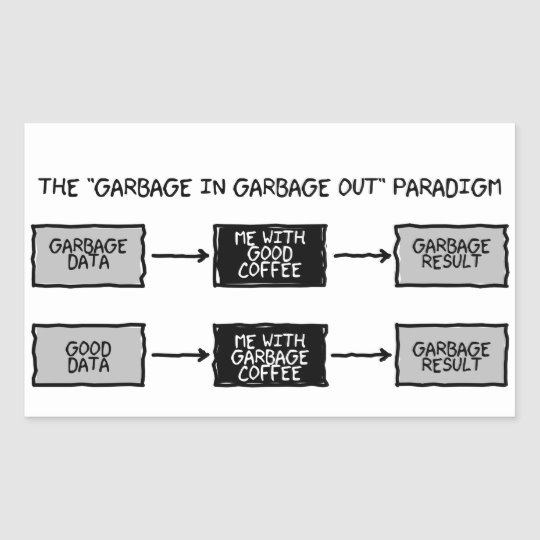 THE "GARBAGE IN GARBAGE OUT" PARADIGM
GARBAGE
DATA
ME WITH
GOOD
COFFEE
GARBAGE
RESULT
GOOD
DATA
ME WITH
GARBAGE
COFFEE
GARBAGE
RESULT